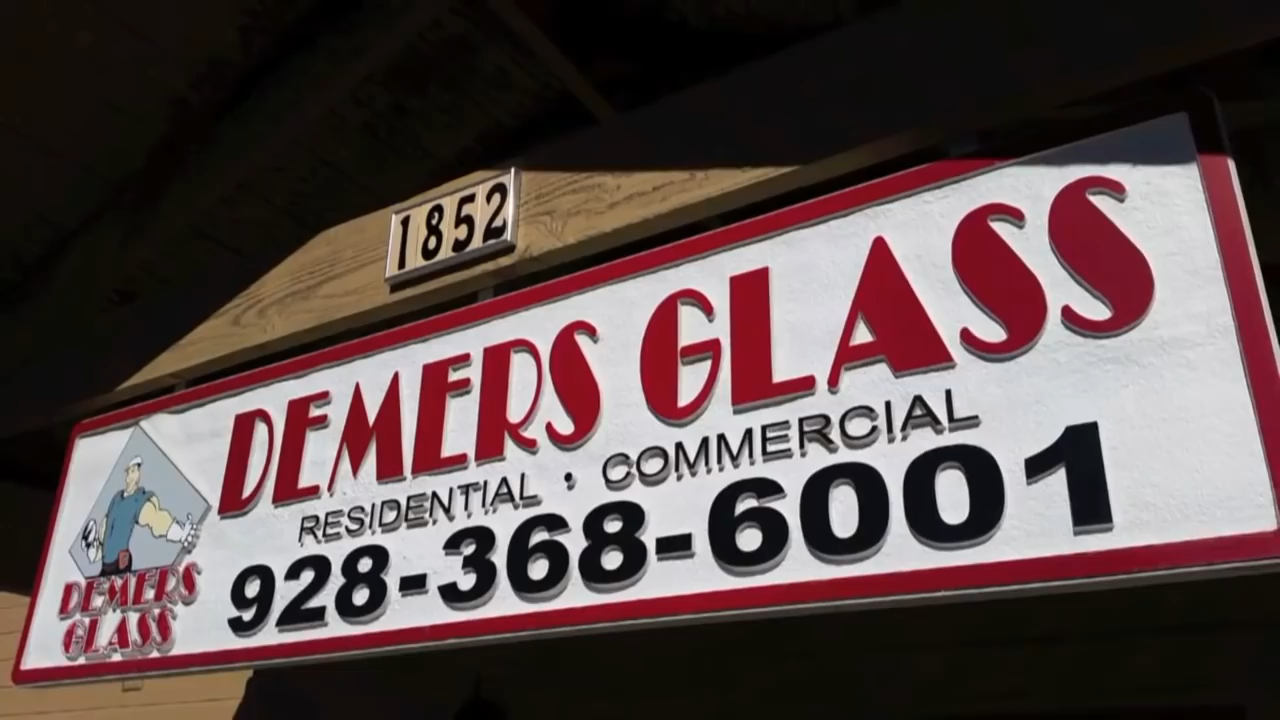 1852
DEMERS GLASS
RESIDENTIAL • COMMERCIAL
928-368-6001
DEMERS
GLASS